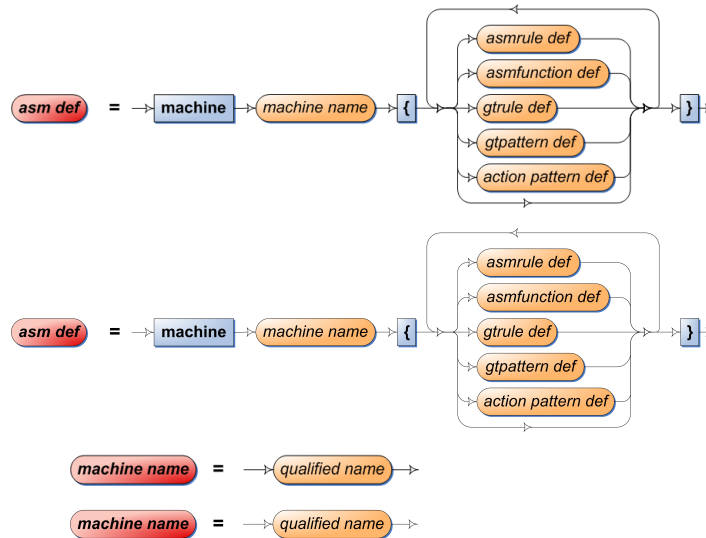 asmrule def
asmfunction def
asm def = machine machine name { gtrule def }
gtpattern def
action pattern def
asmrule def
asmfunction def
asm def = machine machine name { gtrule def }
gtpattern def
action pattern def
machine name = qualified name
machine name = qualified name